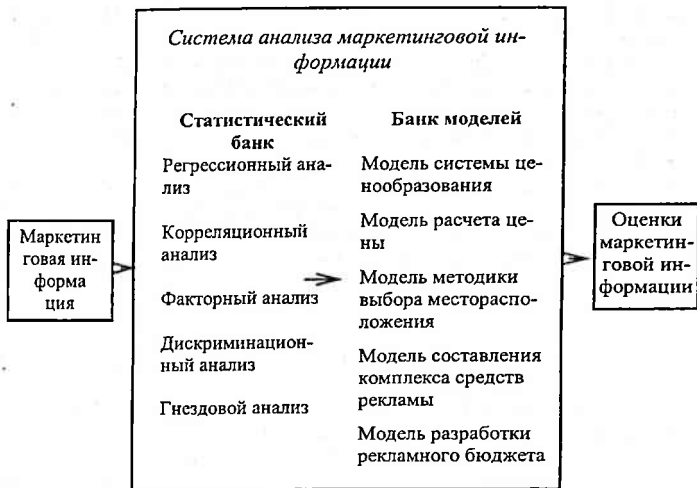 Система анализа маркетинговой ин-
формации
Статистический
банк
Регрессионный ана-
лиз
Корреляционный
анализ
Факторный анализ
Дискриминацион-
ный анализ
Гнездовой анализ
Банк моделей
Модель системы це-
нообразования
Модель расчета це-
ны
Модель методики
выбора месторaспо-
ложения
Модель составления
комплекса средств
рекламы
Модель разработки
рекламного бюджета
Маркетин
говая ин-
форма
ция
Оценки
маркетин-
говой ин-
формации